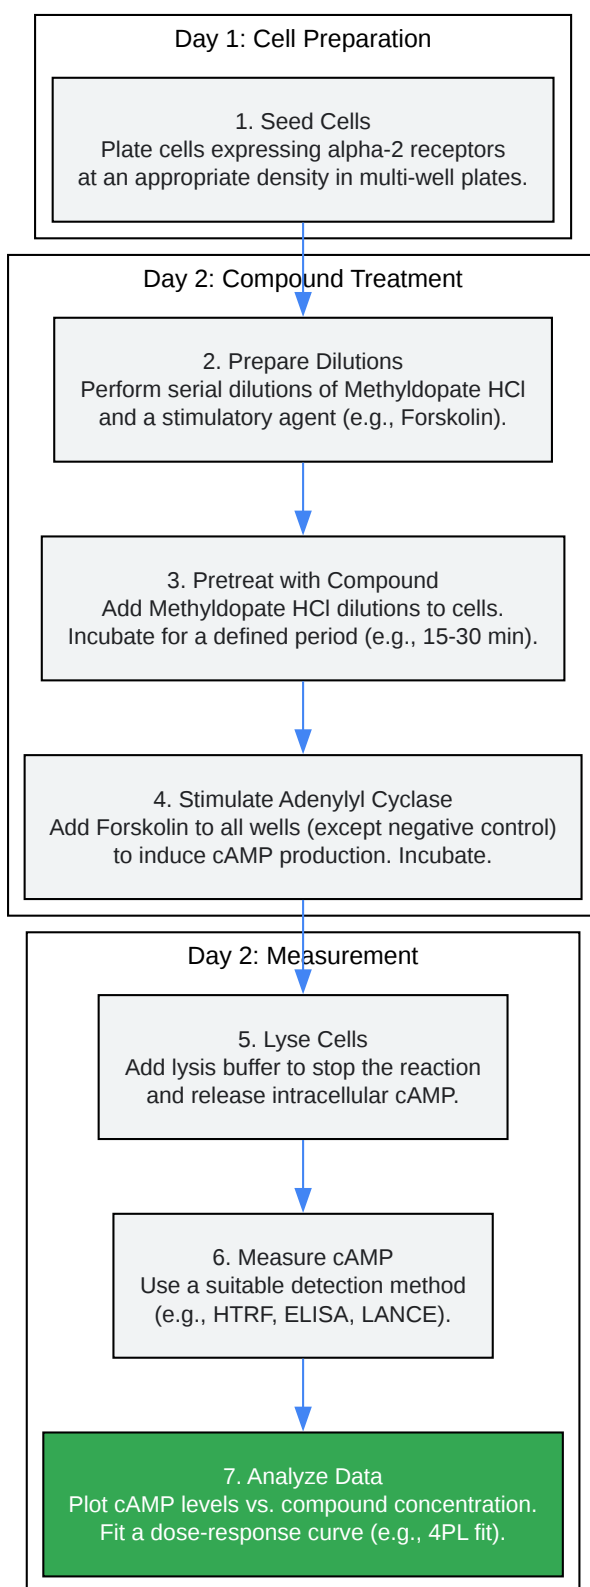 Day 1: Cell Preparation
1. Seed Cells
Plate cells expressing alpha-2 receptors
at an appropriate density in multi-well plates.
Day 2: Compound Treatment
2. Prepare Dilutions
Perform serial dilutions of Methyldopate HCl
and a stimulatory agent (e.g., Forskolin).
3. Pretreat with Compound
Add Methyldopate HCl dilutions to cells.
Incubate for a defined period (e.g., 15-30 min).
4. Stimulate Adenylyl Cyclase
Add Forskolin to all wells (except negative control)
to induce cAMP production. Incubate.
Day 2: Measurement
5. Lyse Cells
Add lysis buffer to stop the reaction
and release intracellular cAMP.
6. Measure cAMP
Use a suitable detection method
(e.g., HTRF, ELISA, LANCE).
7. Analyze Data
Plot cAMP levels vs. compound concentration.
Fit a dose-response curve (e.g., 4PL fit).